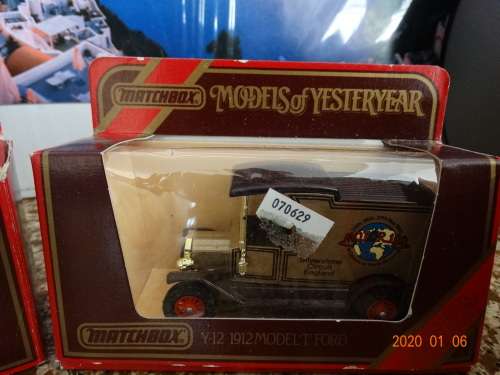 MATCHBOX
MODELS of YESTERYEAR
070629
England
MATCHBOX
Y-12 1912 MODEL T FORD
2020 01 06